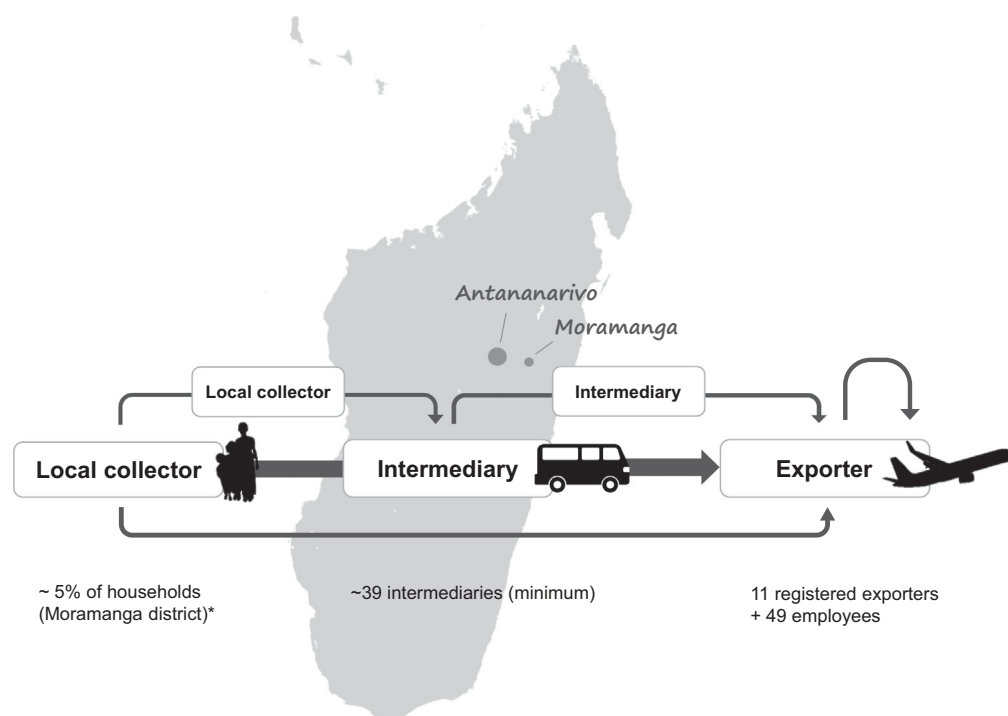 Antananarivo
Moramanga
Local collector
Intermediary
Local collector
Intermediary
Exporter
~ 5% of households
(Moramanga district)*
~39 intermediaries (minimum)
11 registered exporters
+ 49 employees